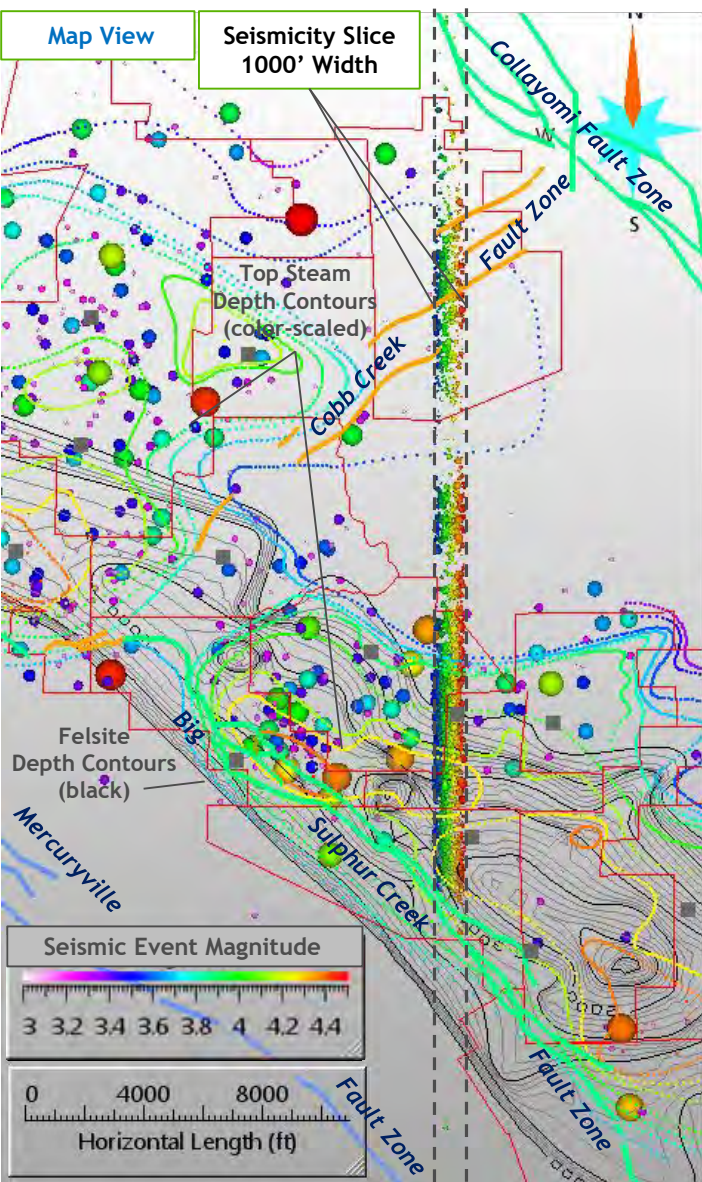 Map View
Seismicity Slice
1000’ Width
N
W
S
Collayomi Fault Zone
Fault Zone
Top Steam
Depth Contours
(color-scaled)
Cobb Creek
Big
Felsite
Depth Contours
(black)
Sulphur Creek
Mercuryville
Seismic Event Magnitude
3 3.2 3.4 3.6 3.8 4 4.2 4.4
0 4000 8000
Horizontal Length (ft)
Fault Zone
Fault Zone